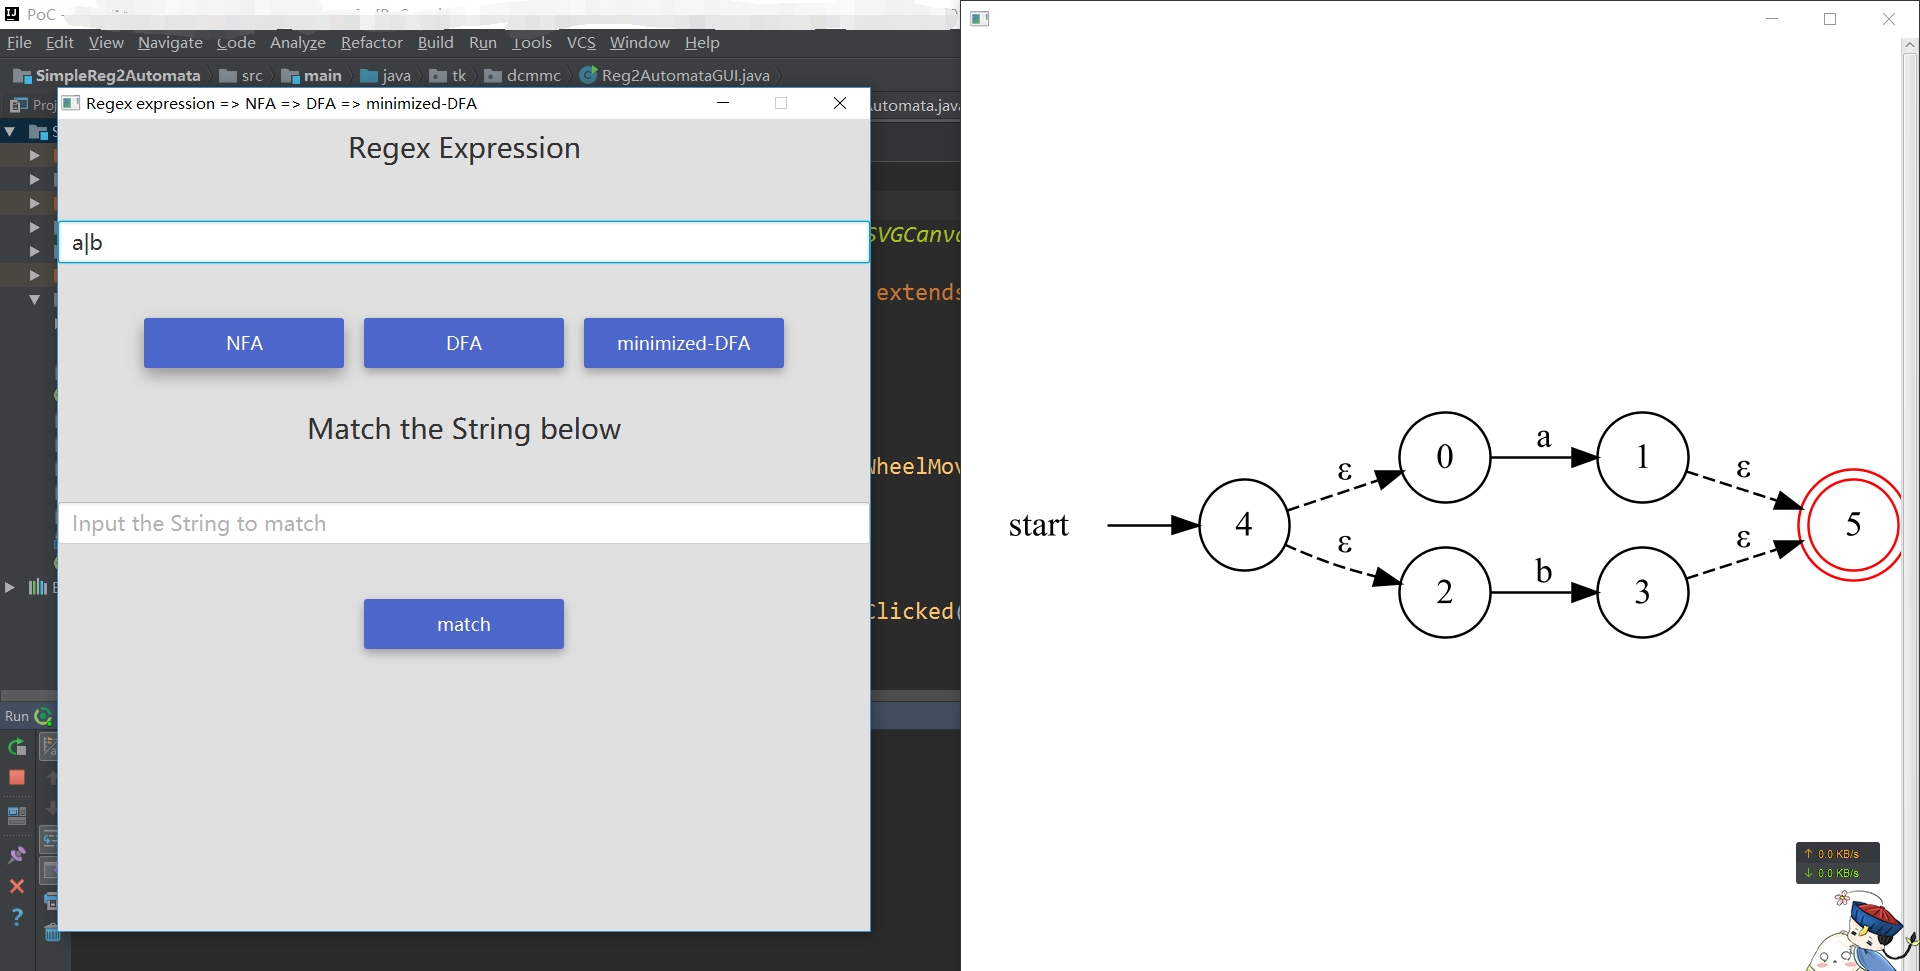 PoC -
File Edit View Navigate Code Analyze Refactor Build Run Tools VCS Window Help
SimpleReg2Automata src main java tk dcmmc Reg2AutomataGUI.java
Regex expression => NFA => DFA => minimized-DFA
Automata.java
Regex Expression
a|b
SVGCanv
extends
NFA DFA minimized-DFA
Match the String below
WheelMov
Input the String to match
Clicked(
match
Run
start
4
ε
ε
0
a
1
2
b
3
ε
ε
5
↑ 0.0 KB/s
↓ 0.0 KB/s